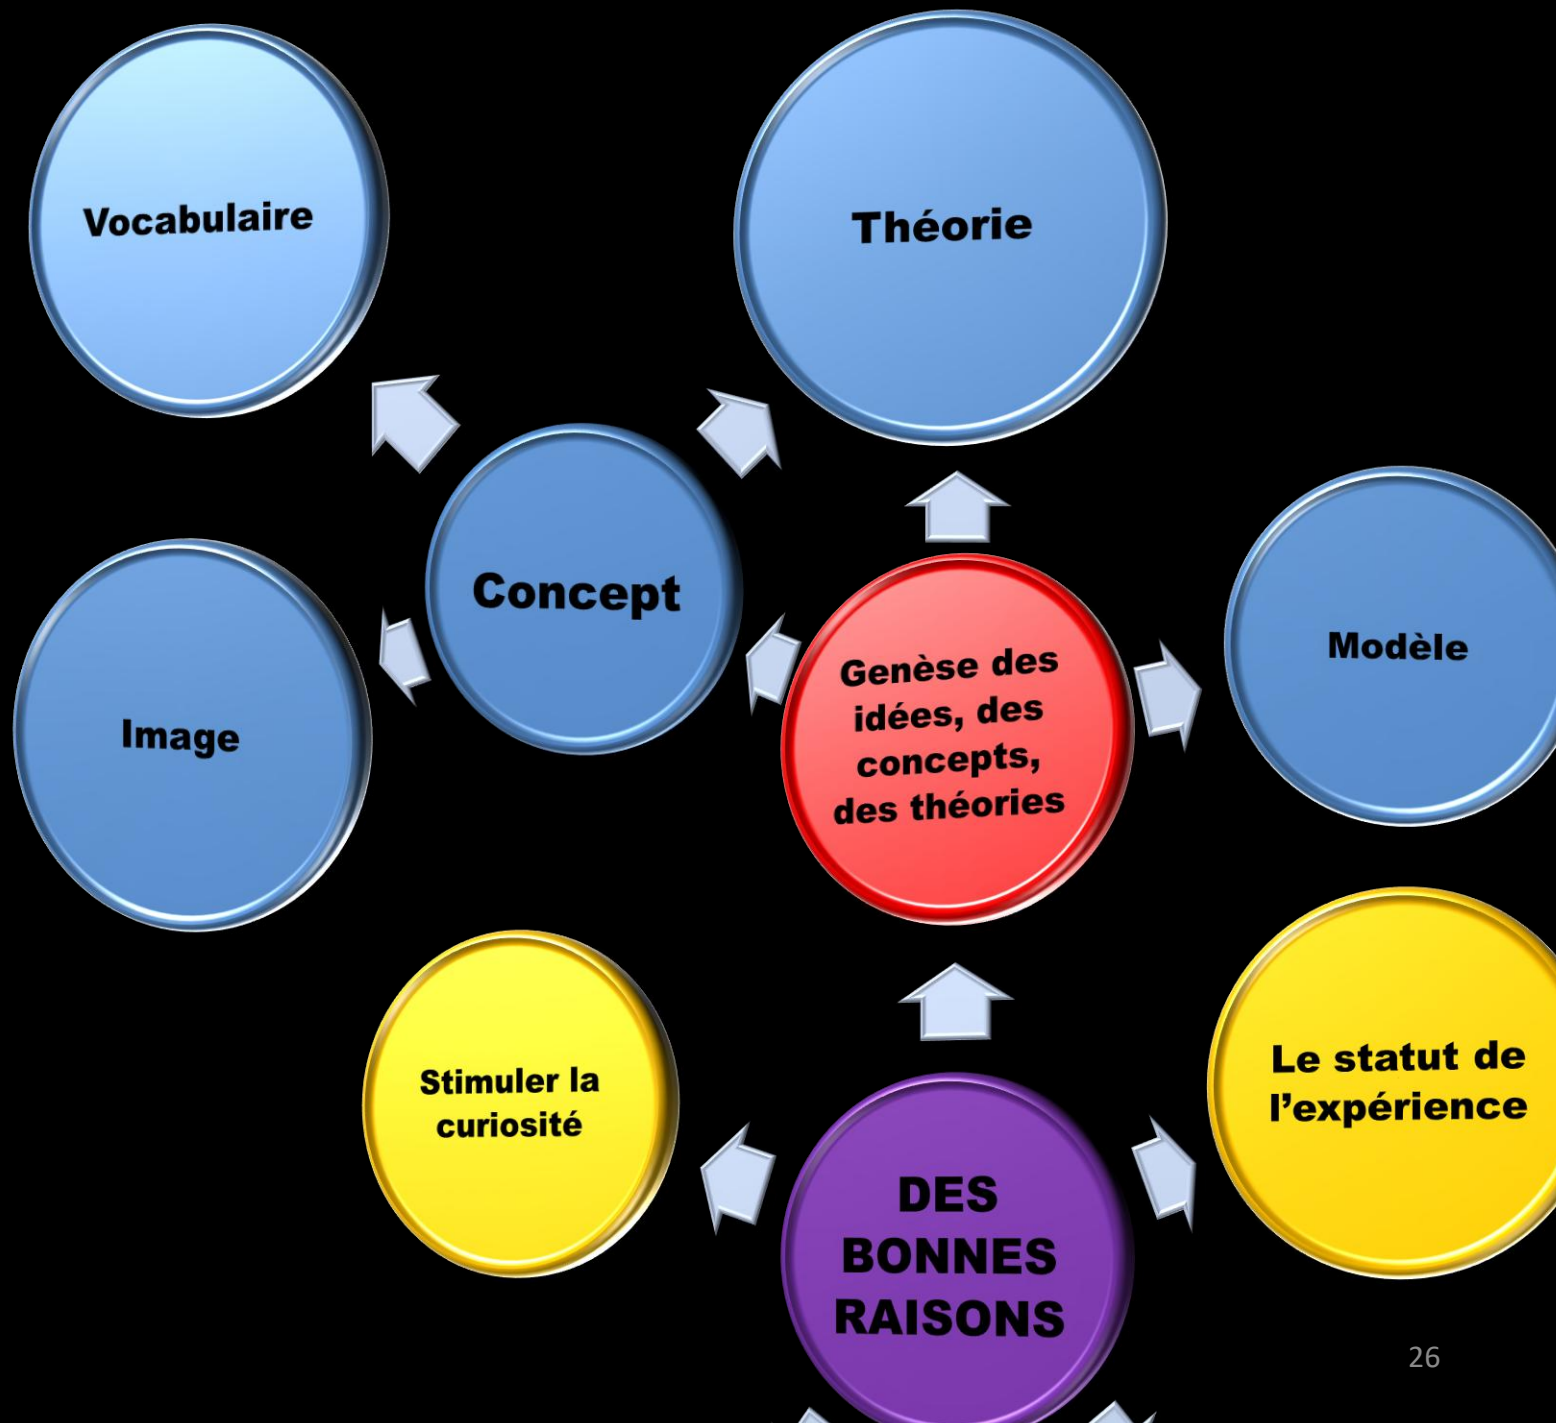 Vocabulaire
Théorie
Concept
Image
Genèse des
idées, des
concepts,
des théories
Modèle
Stimuler la
curiosité
Le statut de
l’expérience
DES
BONNES
RAISONS
26